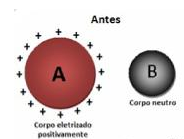 Antes
A
B
Corpo neutro
Corpo eletrizado
positivamente